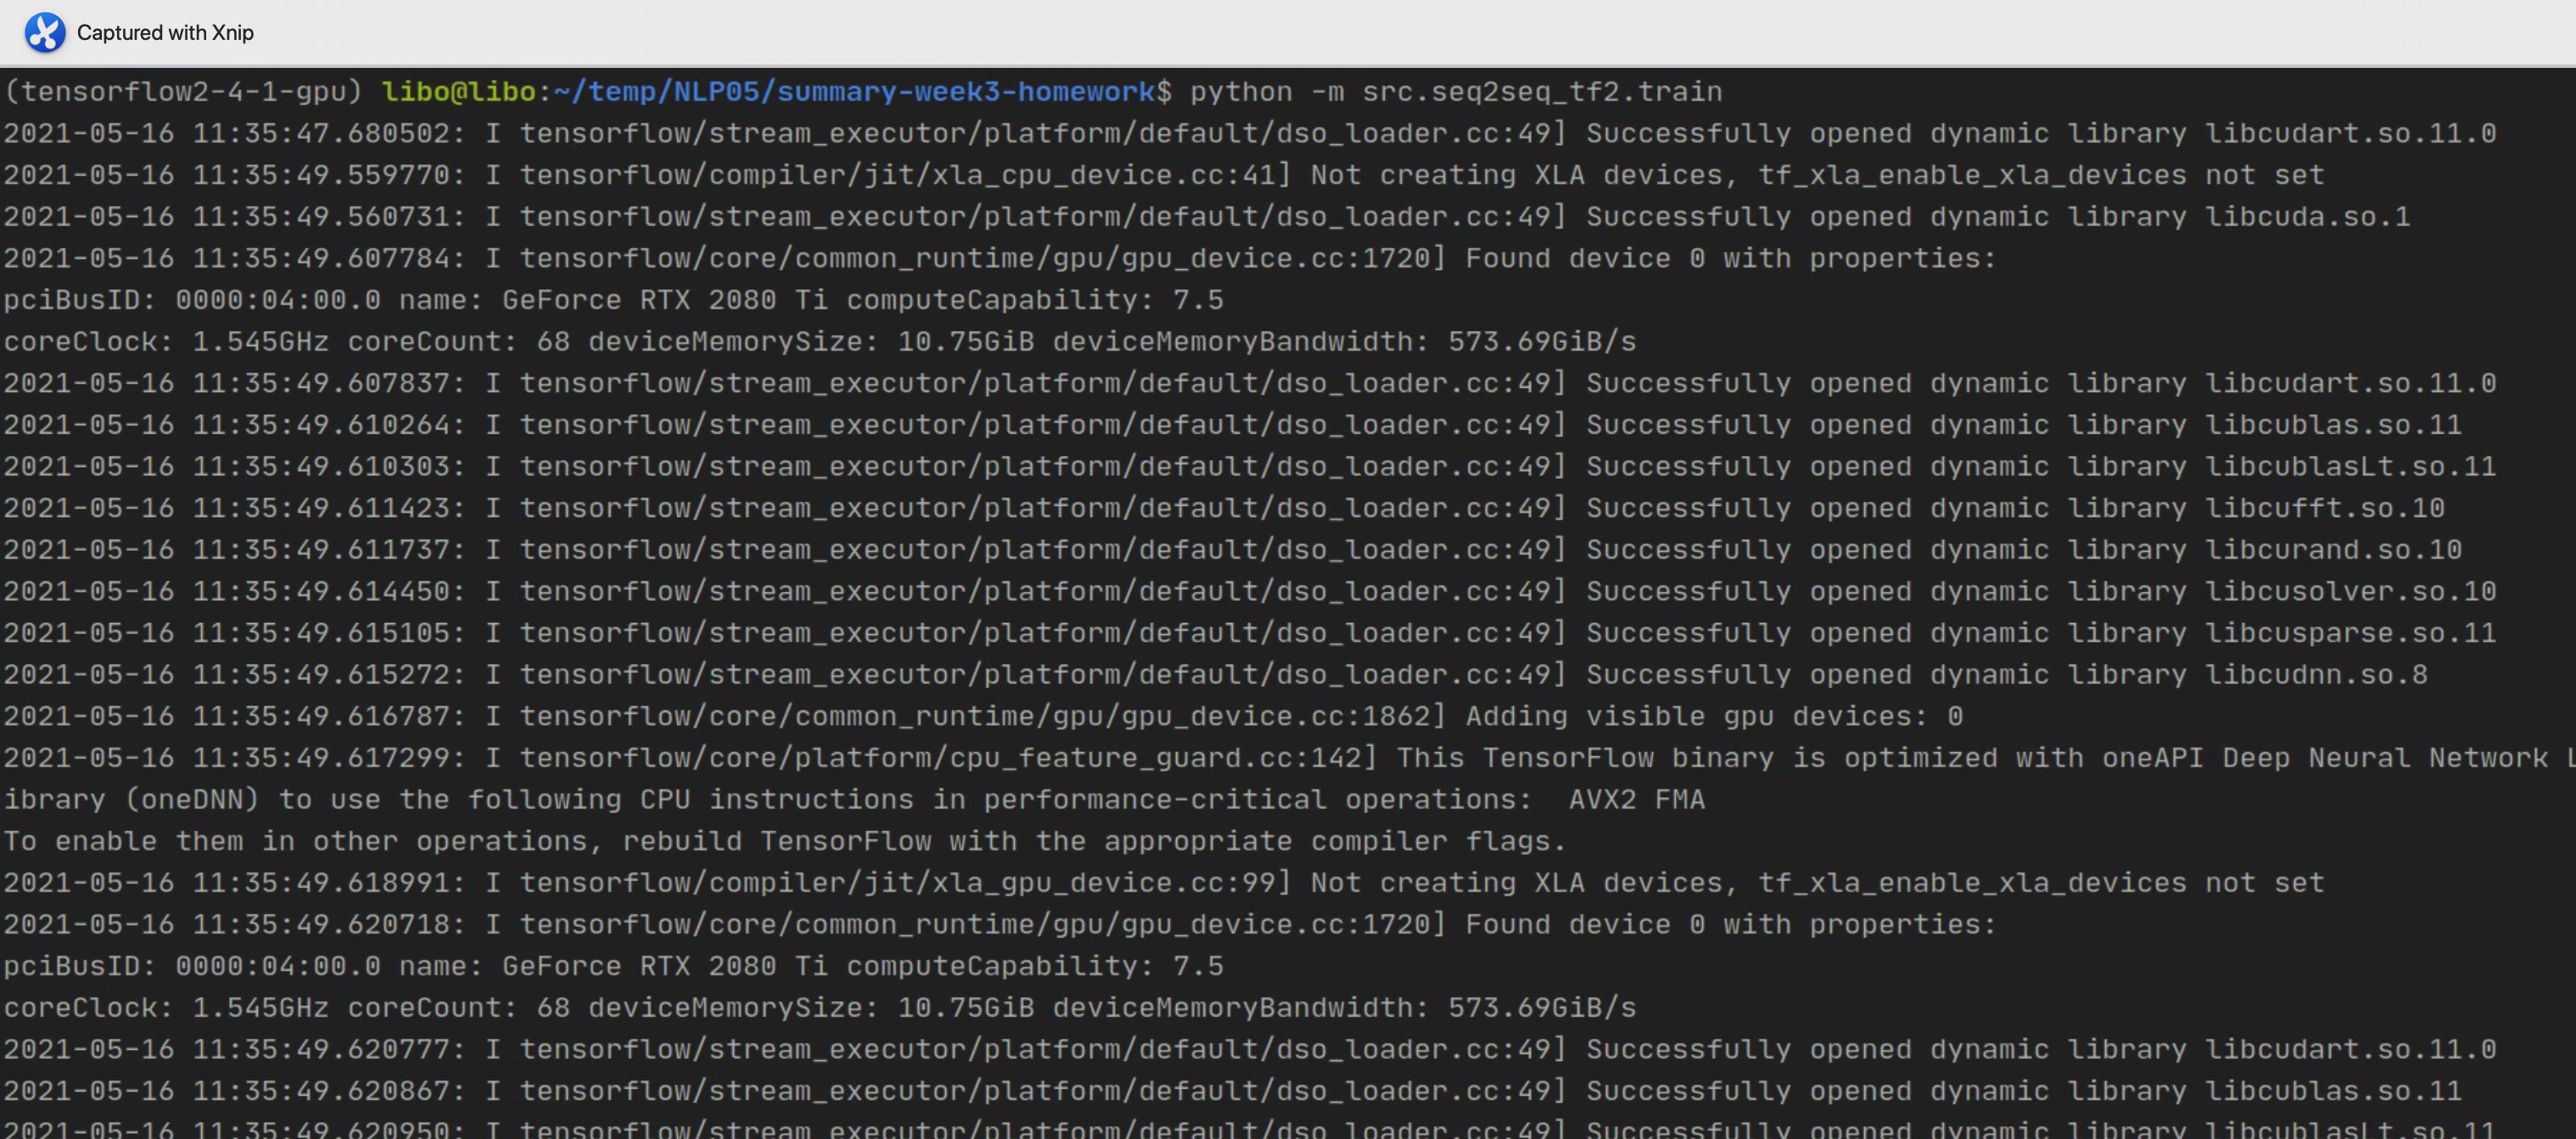 Captured with Xnip
(tensorflow2-4-1-gpu) libo@libo:~/temp/NLP05/summary-week3-homework$ python -m src.seq2seq_tf2.train
2021-05-16 11:35:47.680502: I tensorflow/stream_executor/platform/default/dso_loader.cc:49] Successfully opened dynamic library libcudart.so.11.0
2021-05-16 11:35:49.559770: I tensorflow/compiler/jit/xla_cpu_device.cc:41] Not creating XLA devices, tf_xla_enable_xla_devices not set
2021-05-16 11:35:49.560731: I tensorflow/stream_executor/platform/default/dso_loader.cc:49] Successfully opened dynamic library libcuda.so.1
2021-05-16 11:35:49.607784: I tensorflow/core/common_runtime/gpu/gpu_device.cc:1720] Found device 0 with properties:
pciBusID: 0000:04:00.0 name: GeForce RTX 2080 Ti computeCapability: 7.5
coreClock: 1.545GHz coreCount: 68 deviceMemorySize: 10.75GiB deviceMemoryBandwidth: 573.69GiB/s
2021-05-16 11:35:49.607837: I tensorflow/stream_executor/platform/default/dso_loader.cc:49] Successfully opened dynamic library libcudart.so.11.0
2021-05-16 11:35:49.610264: I tensorflow/stream_executor/platform/default/dso_loader.cc:49] Successfully opened dynamic library libcublas.so.11
2021-05-16 11:35:49.610303: I tensorflow/stream_executor/platform/default/dso_loader.cc:49] Successfully opened dynamic library libcublasLt.so.11
2021-05-16 11:35:49.611423: I tensorflow/stream_executor/platform/default/dso_loader.cc:49] Successfully opened dynamic library libcufft.so.10
2021-05-16 11:35:49.611737: I tensorflow/stream_executor/platform/default/dso_loader.cc:49] Successfully opened dynamic library libcurand.so.10
2021-05-16 11:35:49.614450: I tensorflow/stream_executor/platform/default/dso_loader.cc:49] Successfully opened dynamic library libcusolver.so.10
2021-05-16 11:35:49.615105: I tensorflow/stream_executor/platform/default/dso_loader.cc:49] Successfully opened dynamic library libcusparse.so.11
2021-05-16 11:35:49.615272: I tensorflow/stream_executor/platform/default/dso_loader.cc:49] Successfully opened dynamic library libcudnn.so.8
2021-05-16 11:35:49.616787: I tensorflow/core/common_runtime/gpu/gpu_device.cc:1862] Adding visible gpu devices: 0
2021-05-16 11:35:49.617299: I tensorflow/core/platform/cpu_feature_guard.cc:142] This TensorFlow binary is optimized with oneAPI Deep Neural Network L
ibrary (oneDNN) to use the following CPU instructions in performance-critical operations:  AVX2 FMA
To enable them in other operations, rebuild TensorFlow with the appropriate compiler flags.
2021-05-16 11:35:49.618991: I tensorflow/compiler/jit/xla_gpu_device.cc:99] Not creating XLA devices, tf_xla_enable_xla_devices not set
2021-05-16 11:35:49.620718: I tensorflow/core/common_runtime/gpu/gpu_device.cc:1720] Found device 0 with properties:
pciBusID: 0000:04:00.0 name: GeForce RTX 2080 Ti computeCapability: 7.5
coreClock: 1.545GHz coreCount: 68 deviceMemorySize: 10.75GiB deviceMemoryBandwidth: 573.69GiB/s
2021-05-16 11:35:49.620777: I tensorflow/stream_executor/platform/default/dso_loader.cc:49] Successfully opened dynamic library libcudart.so.11.0
2021-05-16 11:35:49.620867: I tensorflow/stream_executor/platform/default/dso_loader.cc:49] Successfully opened dynamic library libcublas.so.11
2021-05-16 11:35:49.620950: I tensorflow/stream_executor/platform/default/dso_loader.cc:49] Successfully opened dynamic library libcublasLt.so.11